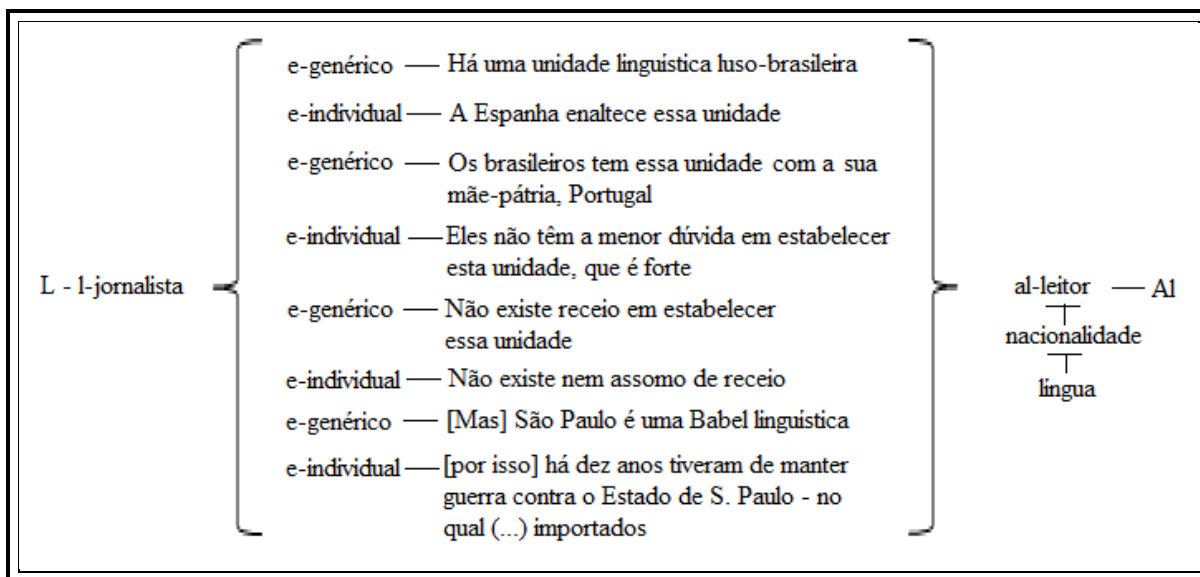 e-genérico — Há uma unidade linguística luso-brasileira
e-individual — A Espanha enaltece essa unidade
e-genérico — Os brasileiros tem essa unidade com a sua
mãe-pátria, Portugal
e-individual — Eles não têm a menor dúvida em estabelecer
esta unidade, que é forte
L - l-jornalista
al-leitor — Al
e-genérico — Não existe receio em estabelecer
essa unidade
nacionalidade
e-individual — Não existe nem assomo de receio
língua
e-genérico — [Mas] São Paulo é uma Babel linguística
e-individual — [por isso] há dez anos tiveram de manter
guerra contra o Estado de S. Paulo - no
qual (...) importados